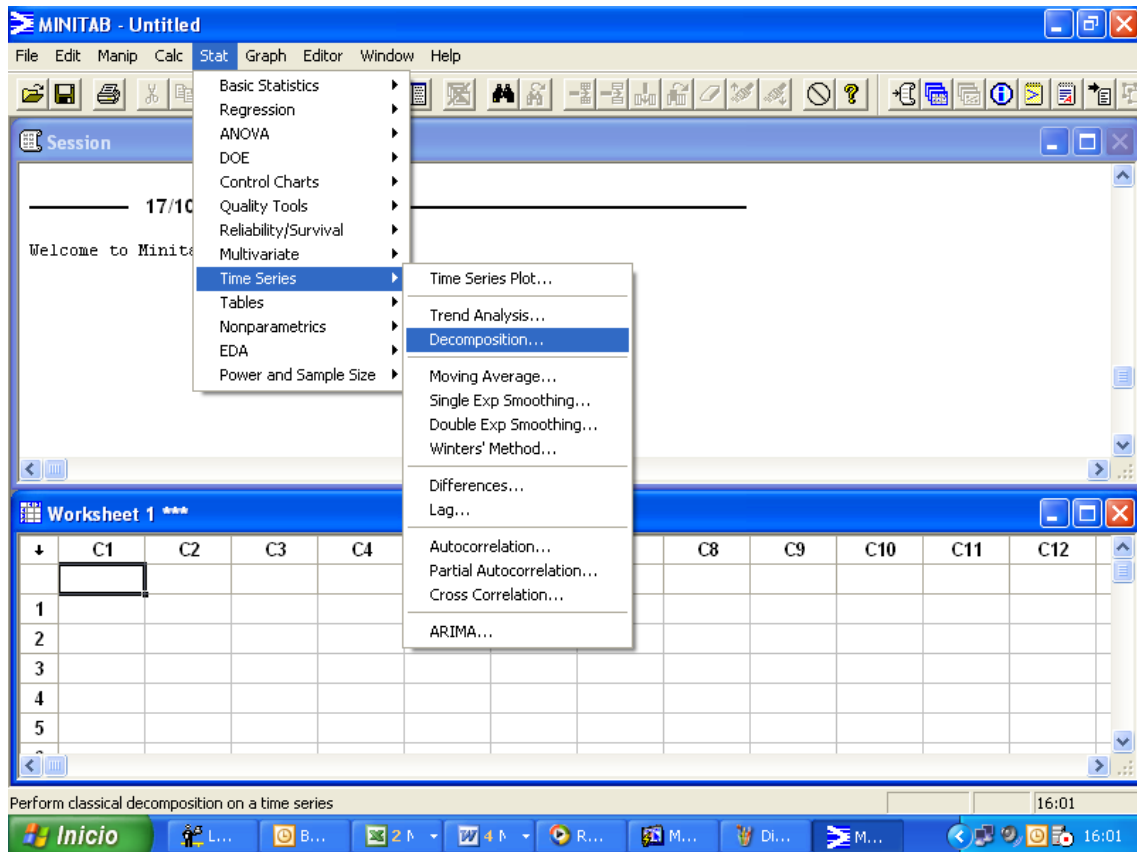 MINITAB - Untitled
File Edit Manip Calc Stat Graph Editor Window Help
Session
17/10
Welcome to Minita
Basic Statistics
Regression
ANOVA
DOE
Control Charts
Quality Tools
Reliability/Survival
Multivariate
Time Series
Tables
Nonparametrics
EDA
Power and Sample Size
Time Series Plot...
Trend Analysis...
Decomposition...
Moving Average...
Single Exp Smoothing...
Double Exp Smoothing...
Winters' Method...
Differences...
Lag...
Autocorrelation...
Partial Autocorrelation...
Cross Correlation...
ARIMA...
Worksheet 1 ***
C1 C2 C3 C4 C8 C9 C10 C11 C12
1
2
3
4
5
Perform classical decomposition on a time series
16:01
Inicio L... B... 2 4 R... M... Di... M... 16:01